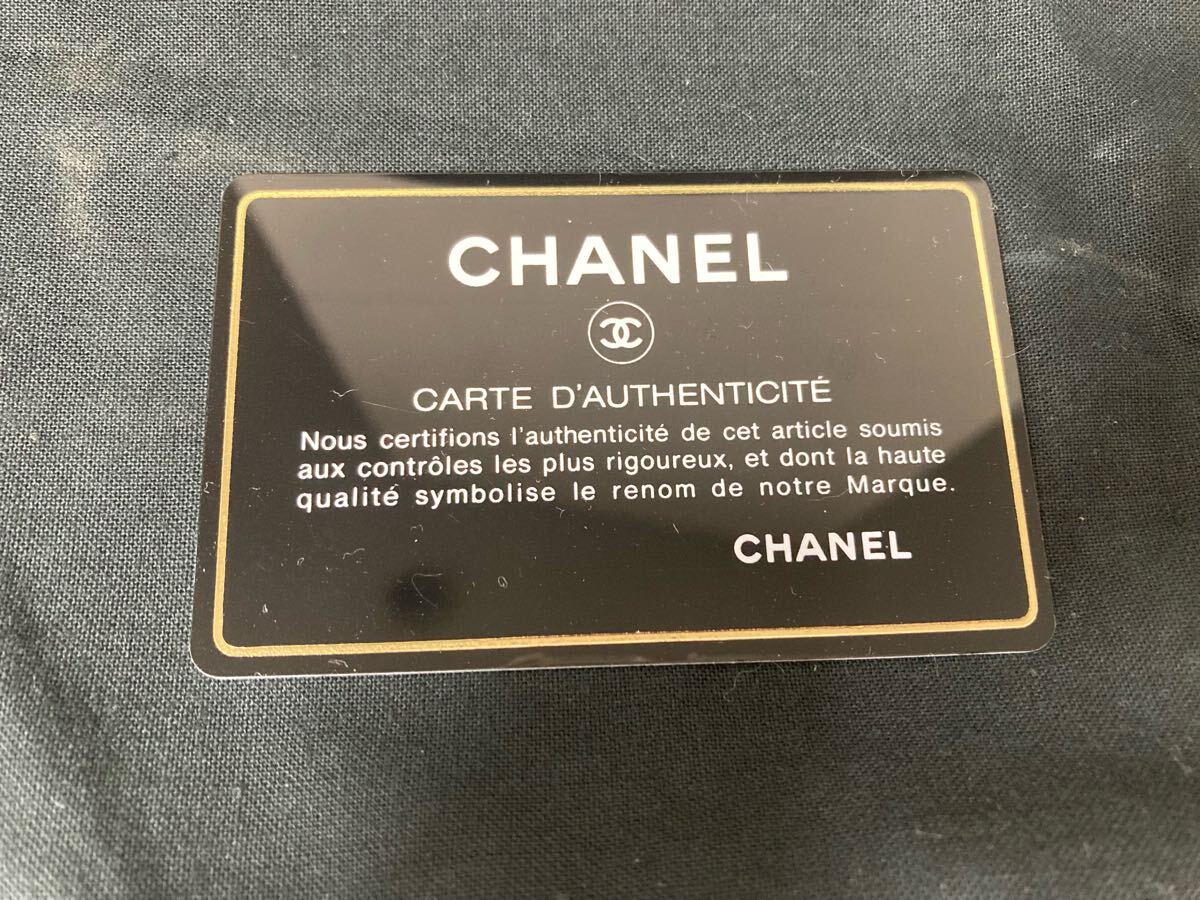 CHANEL
CARTE D'AUTHENTICITÉ
Nous certifions l'authenticité de cet article soumis
aux contrôles les plus rigoureux, et dont la haute
qualité symbolise le renom de notre Marque.
CHANEL